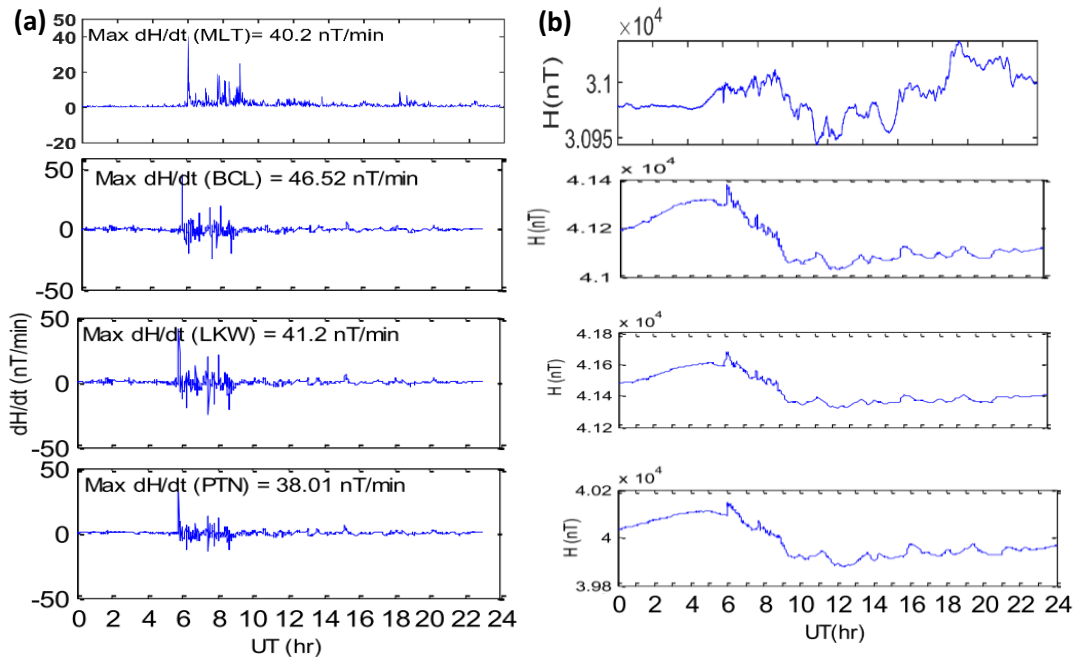 (a)
50
40
20
0
-20
Max dH/dt (MLT)= 40.2 nT/min
50
0
-50
Max dH/dt (BCL) = 46.52 nT/min
50
0
-50
Max dH/dt (LKW) = 41.2 nT/min
50
0
-50
Max dH/dt (PTN) = 38.01 nT/min
dH/dt (nT/min)
0 2 4 6 8 10 12 14 16 18 20 22 24
UT (hr)
(b)
× 10⁴
3.1
3.095
H(nT)
× 10⁴
4.14
4.12
4.1
H (nT)
× 10⁴
4.18
4.16
4.14
4.12
H (nT)
× 10⁴
4.02
4
3.98
H (nT)
0 2 4 6 8 10 12 14 16 18 20 22 24
UT(hr)